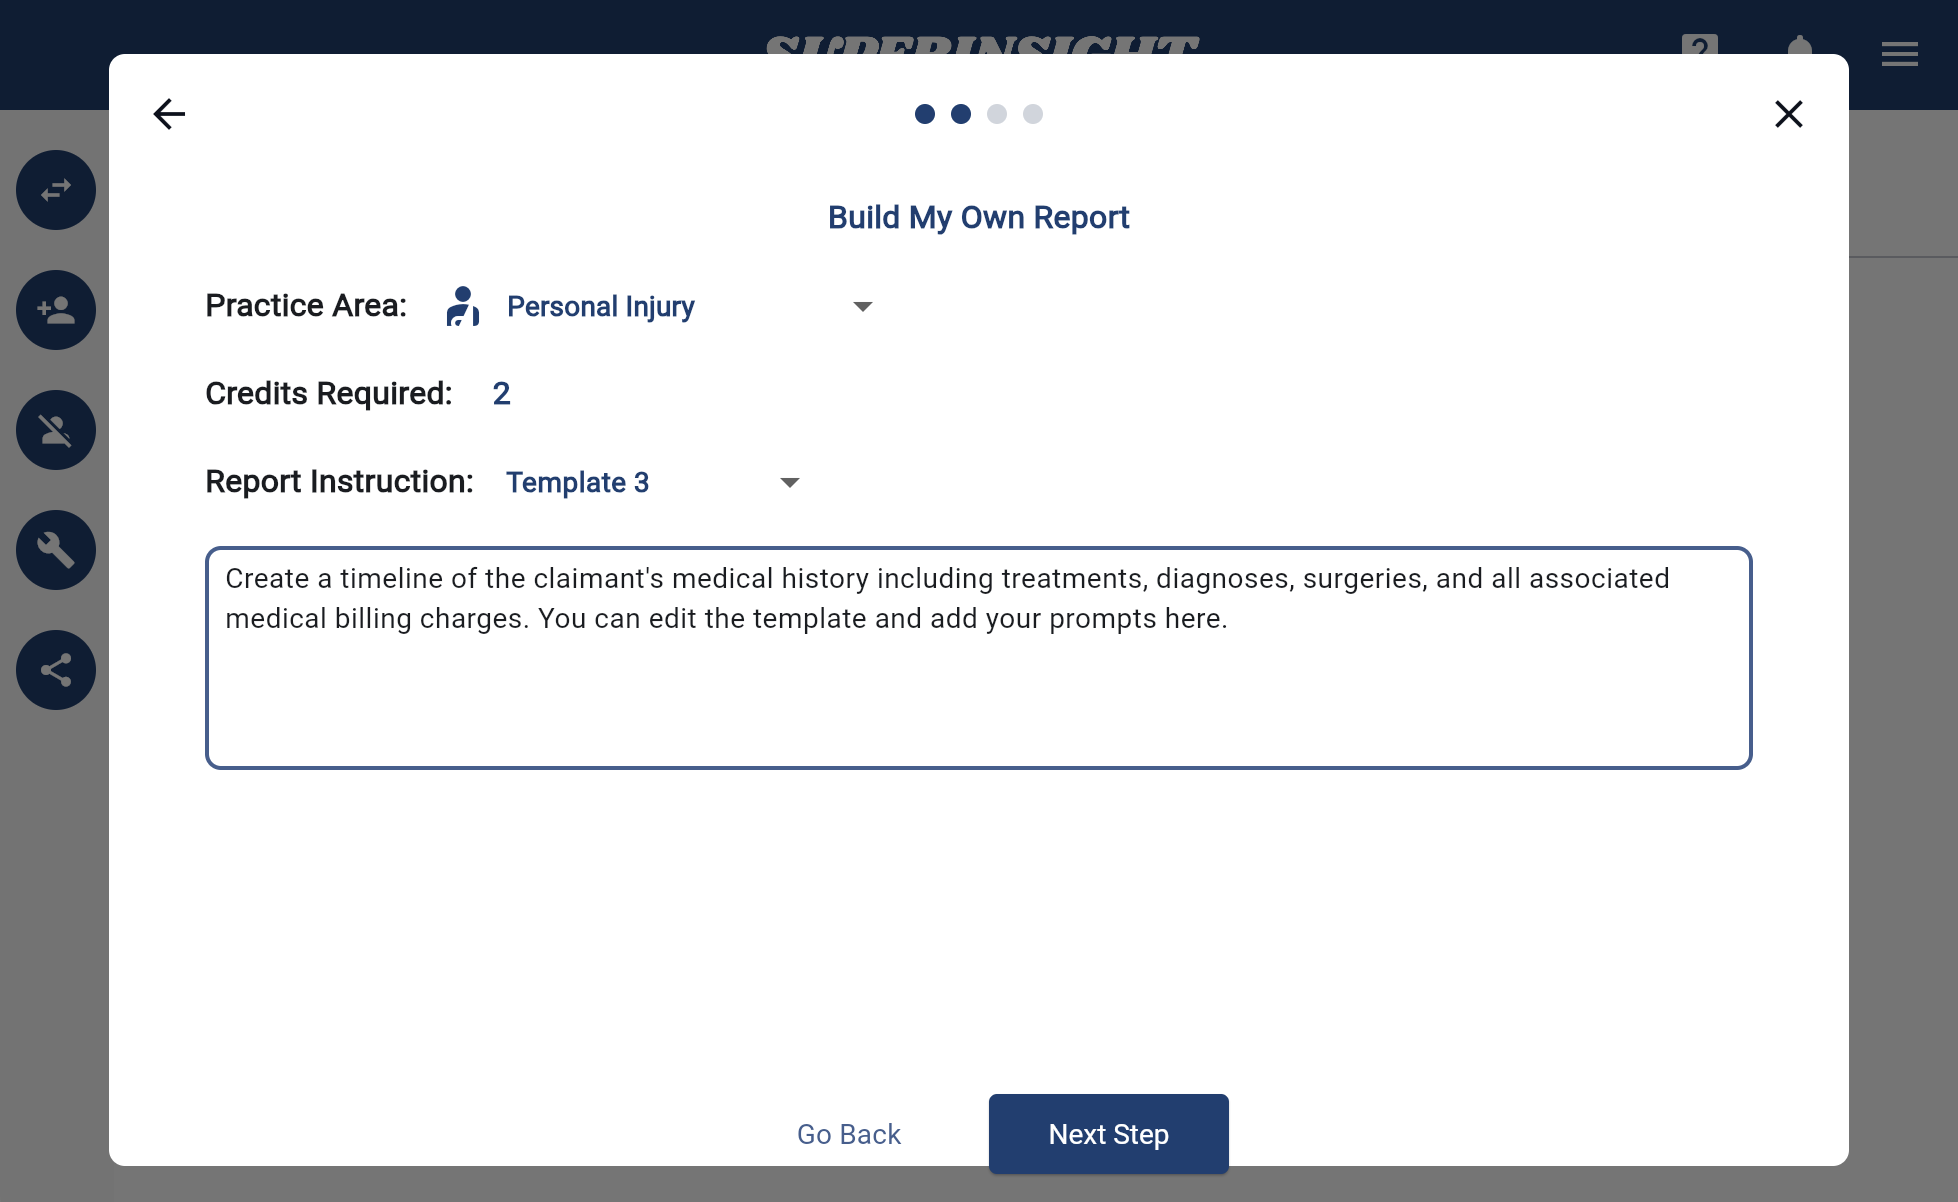 SUPERINSIGHT
?
Build My Own Report
Practice Area: Personal Injury
Credits Required: 2
Report Instruction: Template 3
Create a timeline of the claimant's medical history including treatments, diagnoses, surgeries, and all associated
medical billing charges. You can edit the template and add your prompts here.
Go Back Next Step